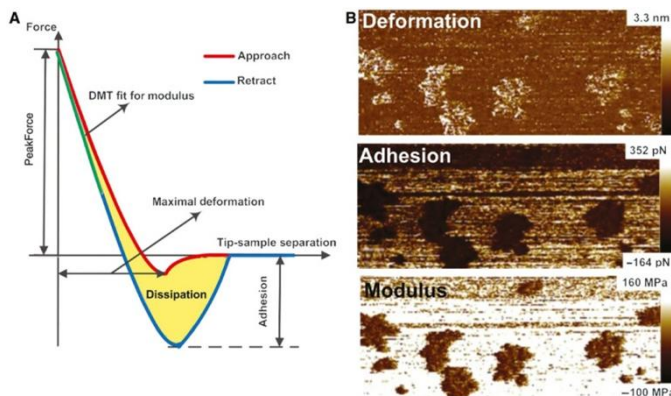 A
Force
Approach
Retract
DMT fit for modulus
PeakForce
Maximal deformation
Tip-sample separation
Dissipation
Adhesion
B
Deformation
3.3 nm
Adhesion
352 pN
−164 pN
Modulus
160 MPa
−100 MPa